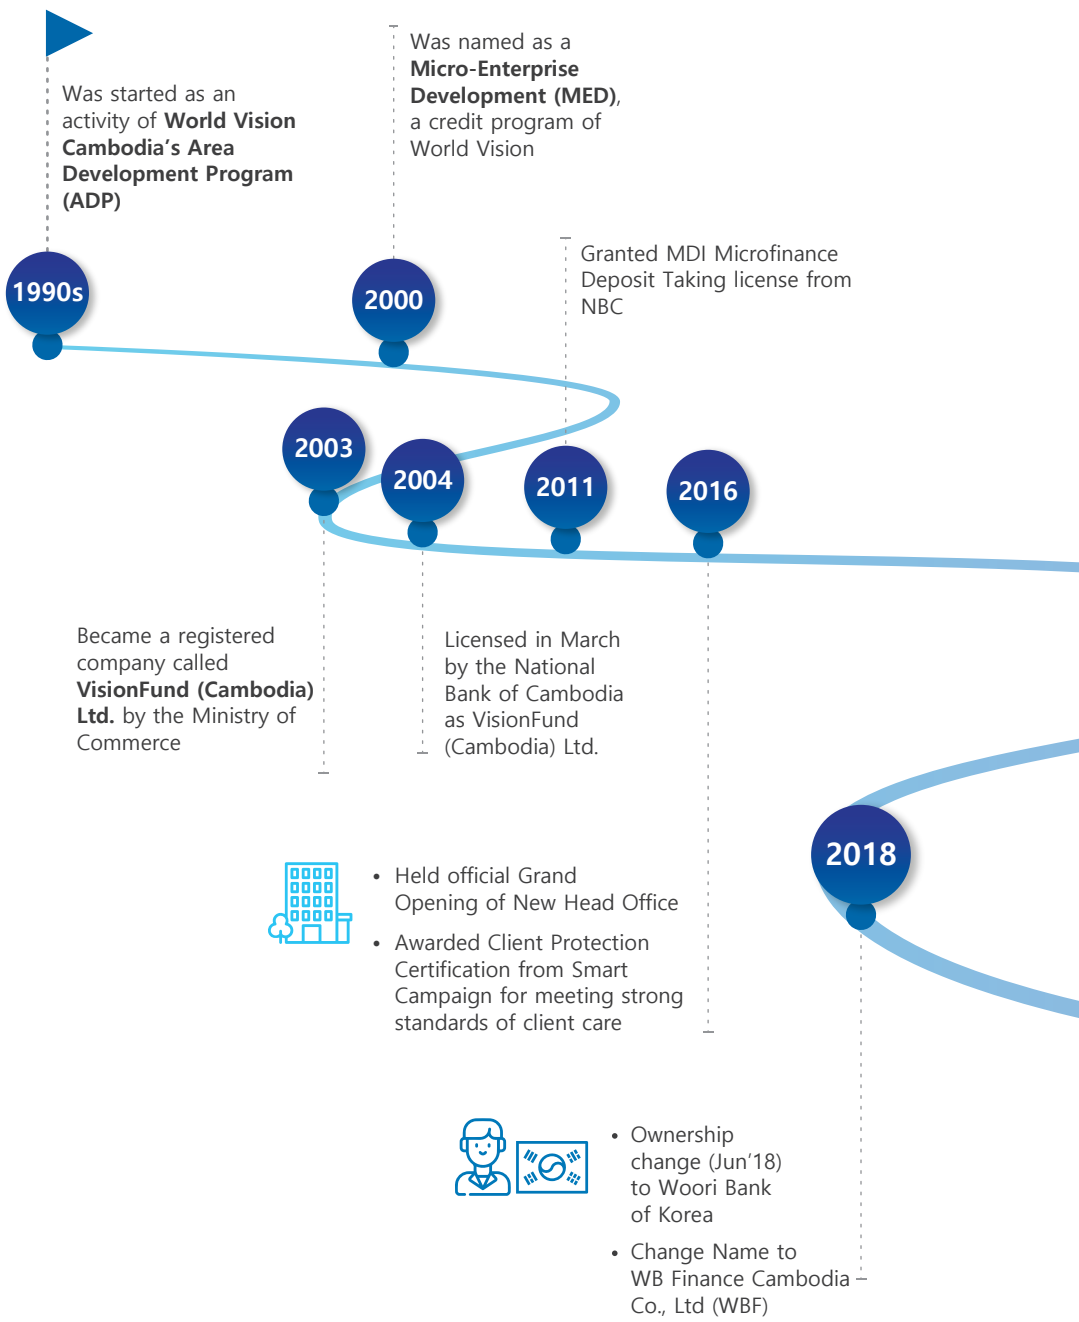 Was started as an
activity of World Vision
Cambodia’s Area
Development Program
(ADP)
1990s
Was named as a
Micro-Enterprise
Development (MED),
a credit program of
World Vision
2000
Became a registered
company called
VisionFund (Cambodia)
Ltd. by the Ministry of
Commerce
2003
Licensed in March
by the National
Bank of Cambodia
as VisionFund
(Cambodia) Ltd.
2004
Granted MDI Microfinance
Deposit Taking license from
NBC
2011
2016
• Held official Grand
Opening of New Head Office
• Awarded Client Protection
Certification from Smart
Campaign for meeting strong
standards of client care
2018
• Ownership
change (Jun’18)
to Woori Bank
of Korea
• Change Name to
WB Finance Cambodia
Co., Ltd (WBF)